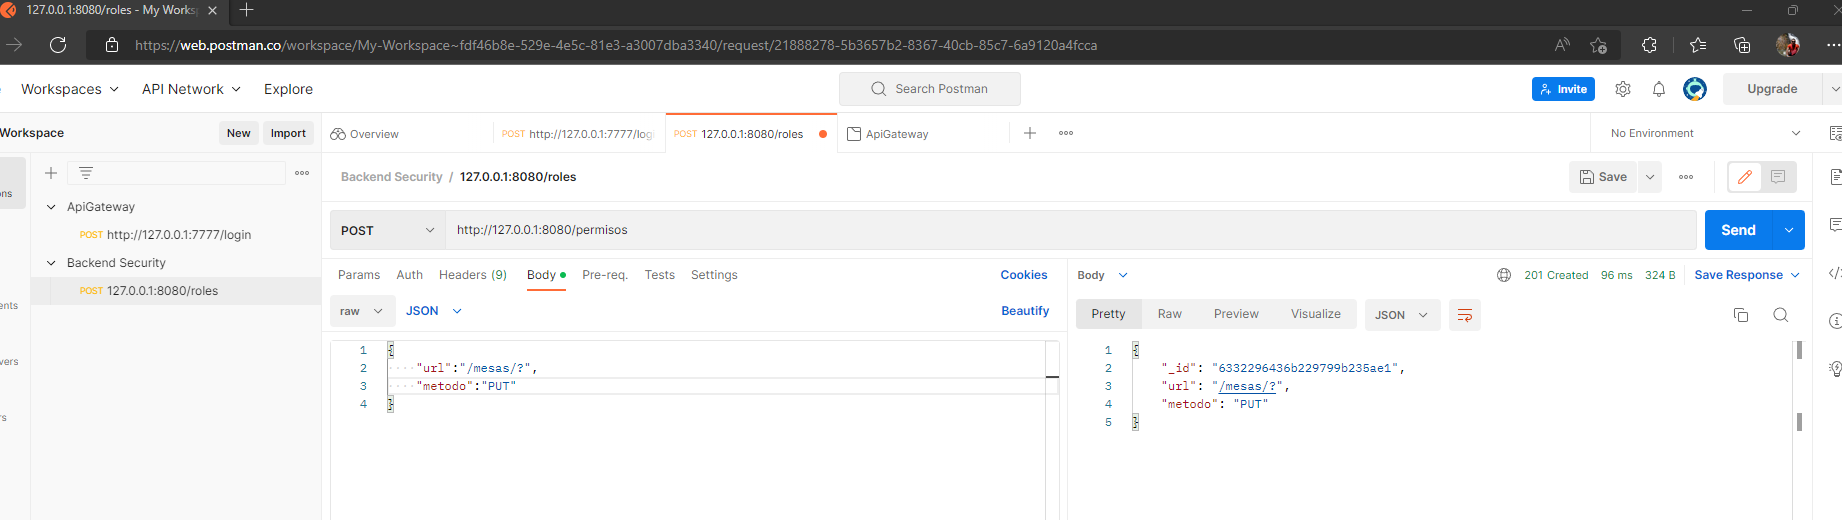 127.0.0.1:8080/roles - My Works
https://web.postman.co/workspace/My-Workspace~fdf46b8e-529e-4e5c-81e3-a3007dba3340/request/21888278-5b3657b2-8367-40cb-85c7-6a9120a4fcca
Workspaces API Network Explore Search Postman Invite Upgrade
Workspace New Import Overview POST http://127.0.0.1:7777/log POST 127.0.0.1:8080/roles ApiGateway No Environment
Backend Security / 127.0.0.1:8080/roles Save
ons
ApiGateway
POST http://127.0.0.1:7777/login
Backend Security
POST 127.0.0.1:8080/roles
ents
vers
rs
POST http://127.0.0.1:8080/permisos Send
Params Auth Headers (9) Body Pre-req. Tests Settings Cookies
raw JSON Beautify
1 {
2 "url":"/mesas/?",
3 "metodo":"PUT"
4 }
Body 201 Created 96 ms 324 B Save Response
Pretty Raw Preview Visualize JSON
1 {
2 "_id": "6332296436b229799b235ae1",
3 "url": "/mesas/?",
4 "metodo": "PUT"
5 }